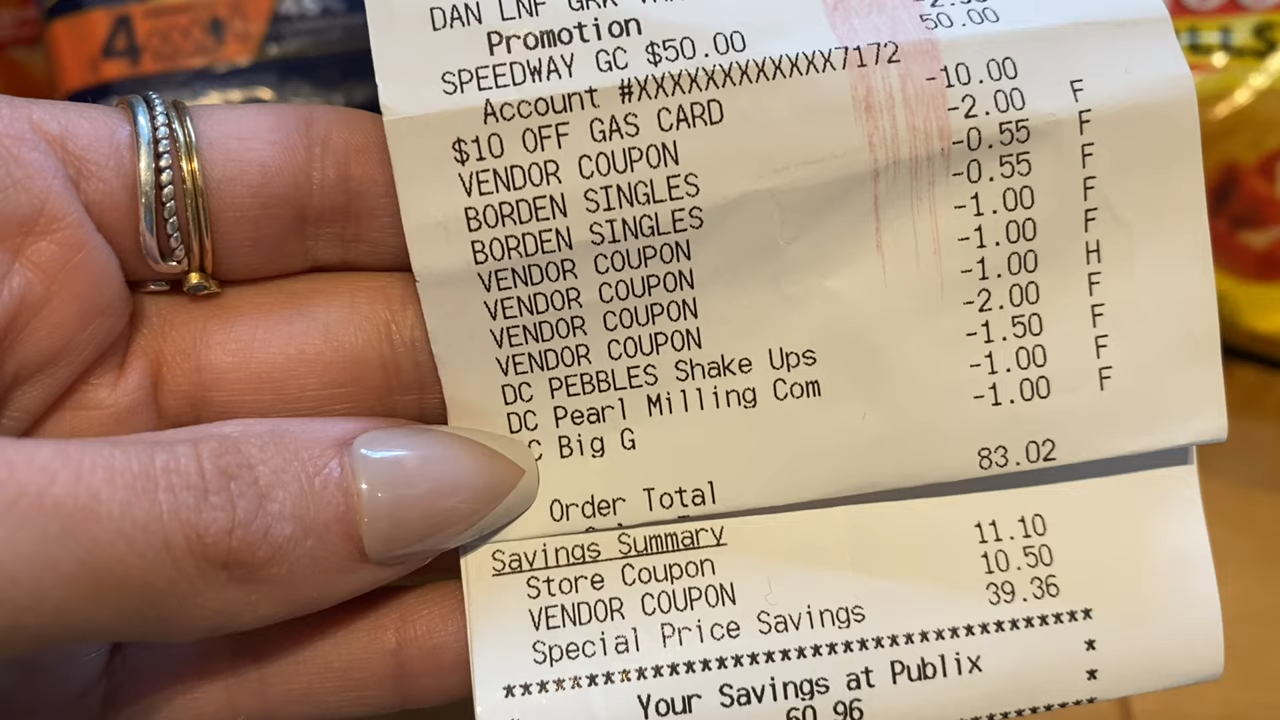 DAN LNF GRK
Promotion
SPEEDWAY GC $50.00 50.00
Account #XXXXXXXXXXXX7172
$10 OFF GAS CARD -10.00
VENDOR COUPON -2.00 F
BORDEN SINGLES -0.55 F
BORDEN SINGLES -0.55 F
VENDOR COUPON -1.00 F
VENDOR COUPON -1.00 F
VENDOR COUPON -1.00 H
VENDOR COUPON -2.00 F
DC PEBBLES Shake Ups -1.50 F
DC Pearl Milling Com -1.00 F
C Big G -1.00 F
Order Total 83.02
Savings Summary
Store Coupon 11.10
VENDOR COUPON 10.50
Special Price Savings 39.36
************************************
Your Savings at Publix *
60.96 *
4